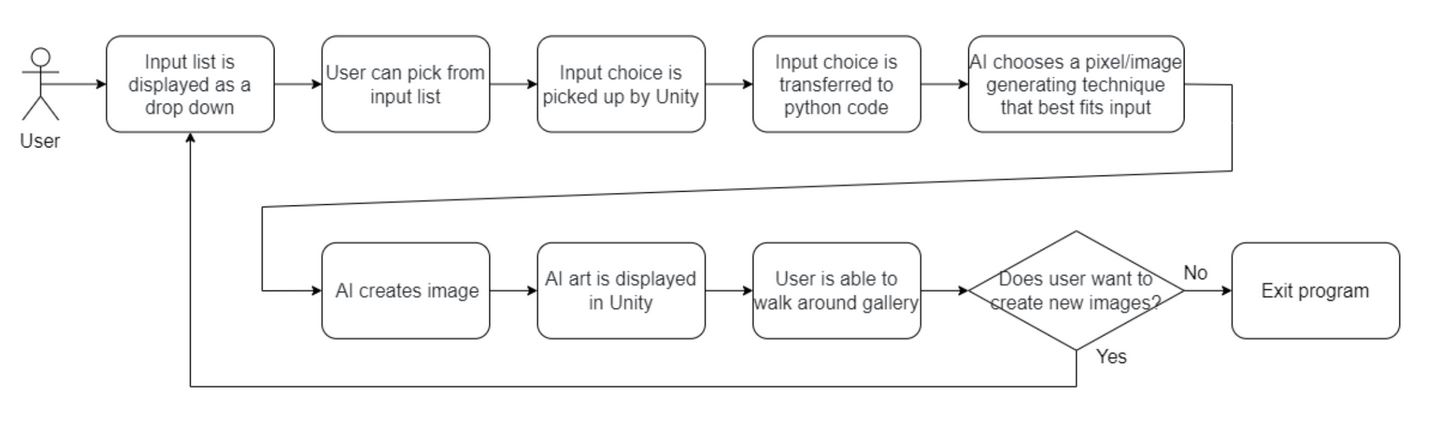 User
Input list is
displayed as a
drop down
User can pick from
input list
Input choice is
picked up by Unity
Input choice is
transferred to
python code
AI chooses a pixel/image
generating technique
that best fits input
AI creates image
AI art is displayed
in Unity
User is able to
walk around gallery
Does user want to
create new images?
No
Yes
Exit program